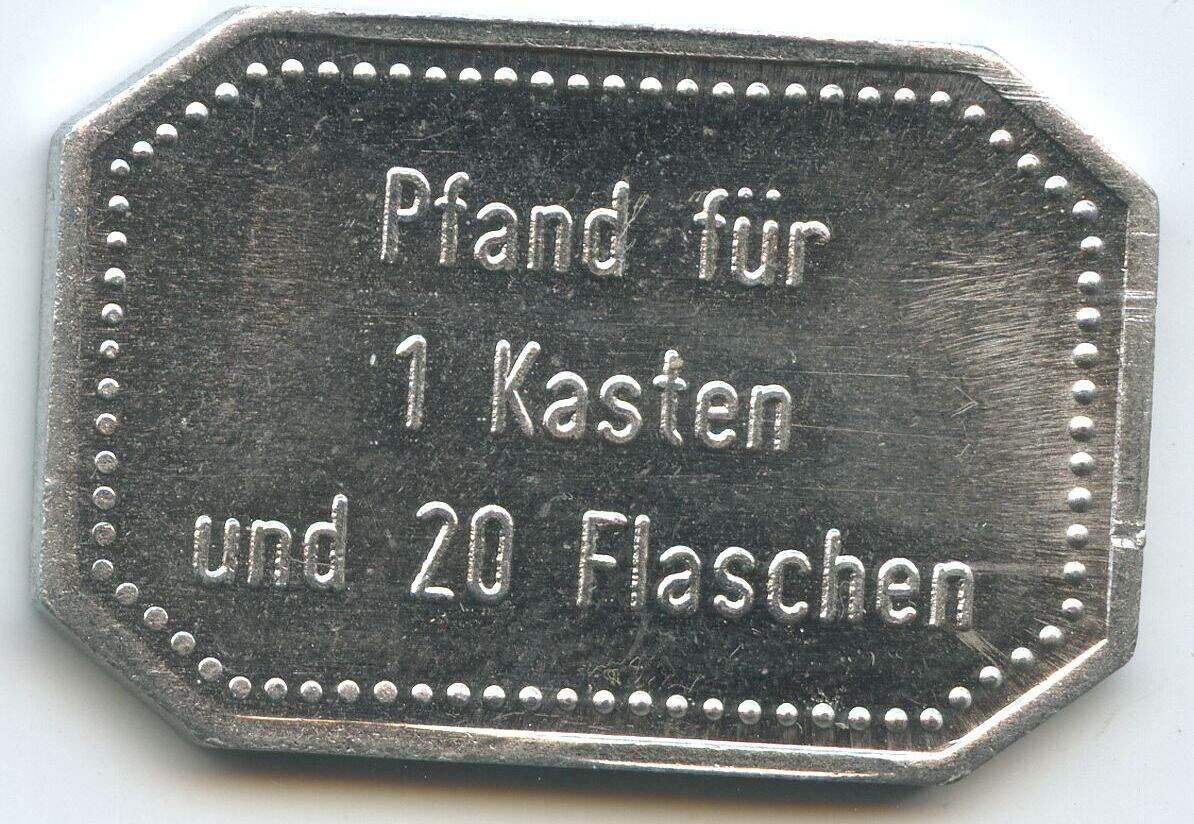 Pfand für
1 Kasten
und 20 Flaschen